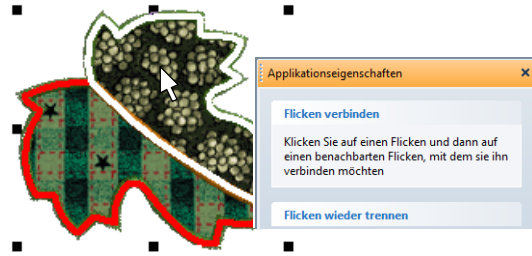 Applikationseigenschaften
Flicken verbinden
Klicken Sie auf einen Flicken und dann auf
einen benachbarten Flicken, mit dem sie ihn
verbinden möchten
Flicken wieder trennen